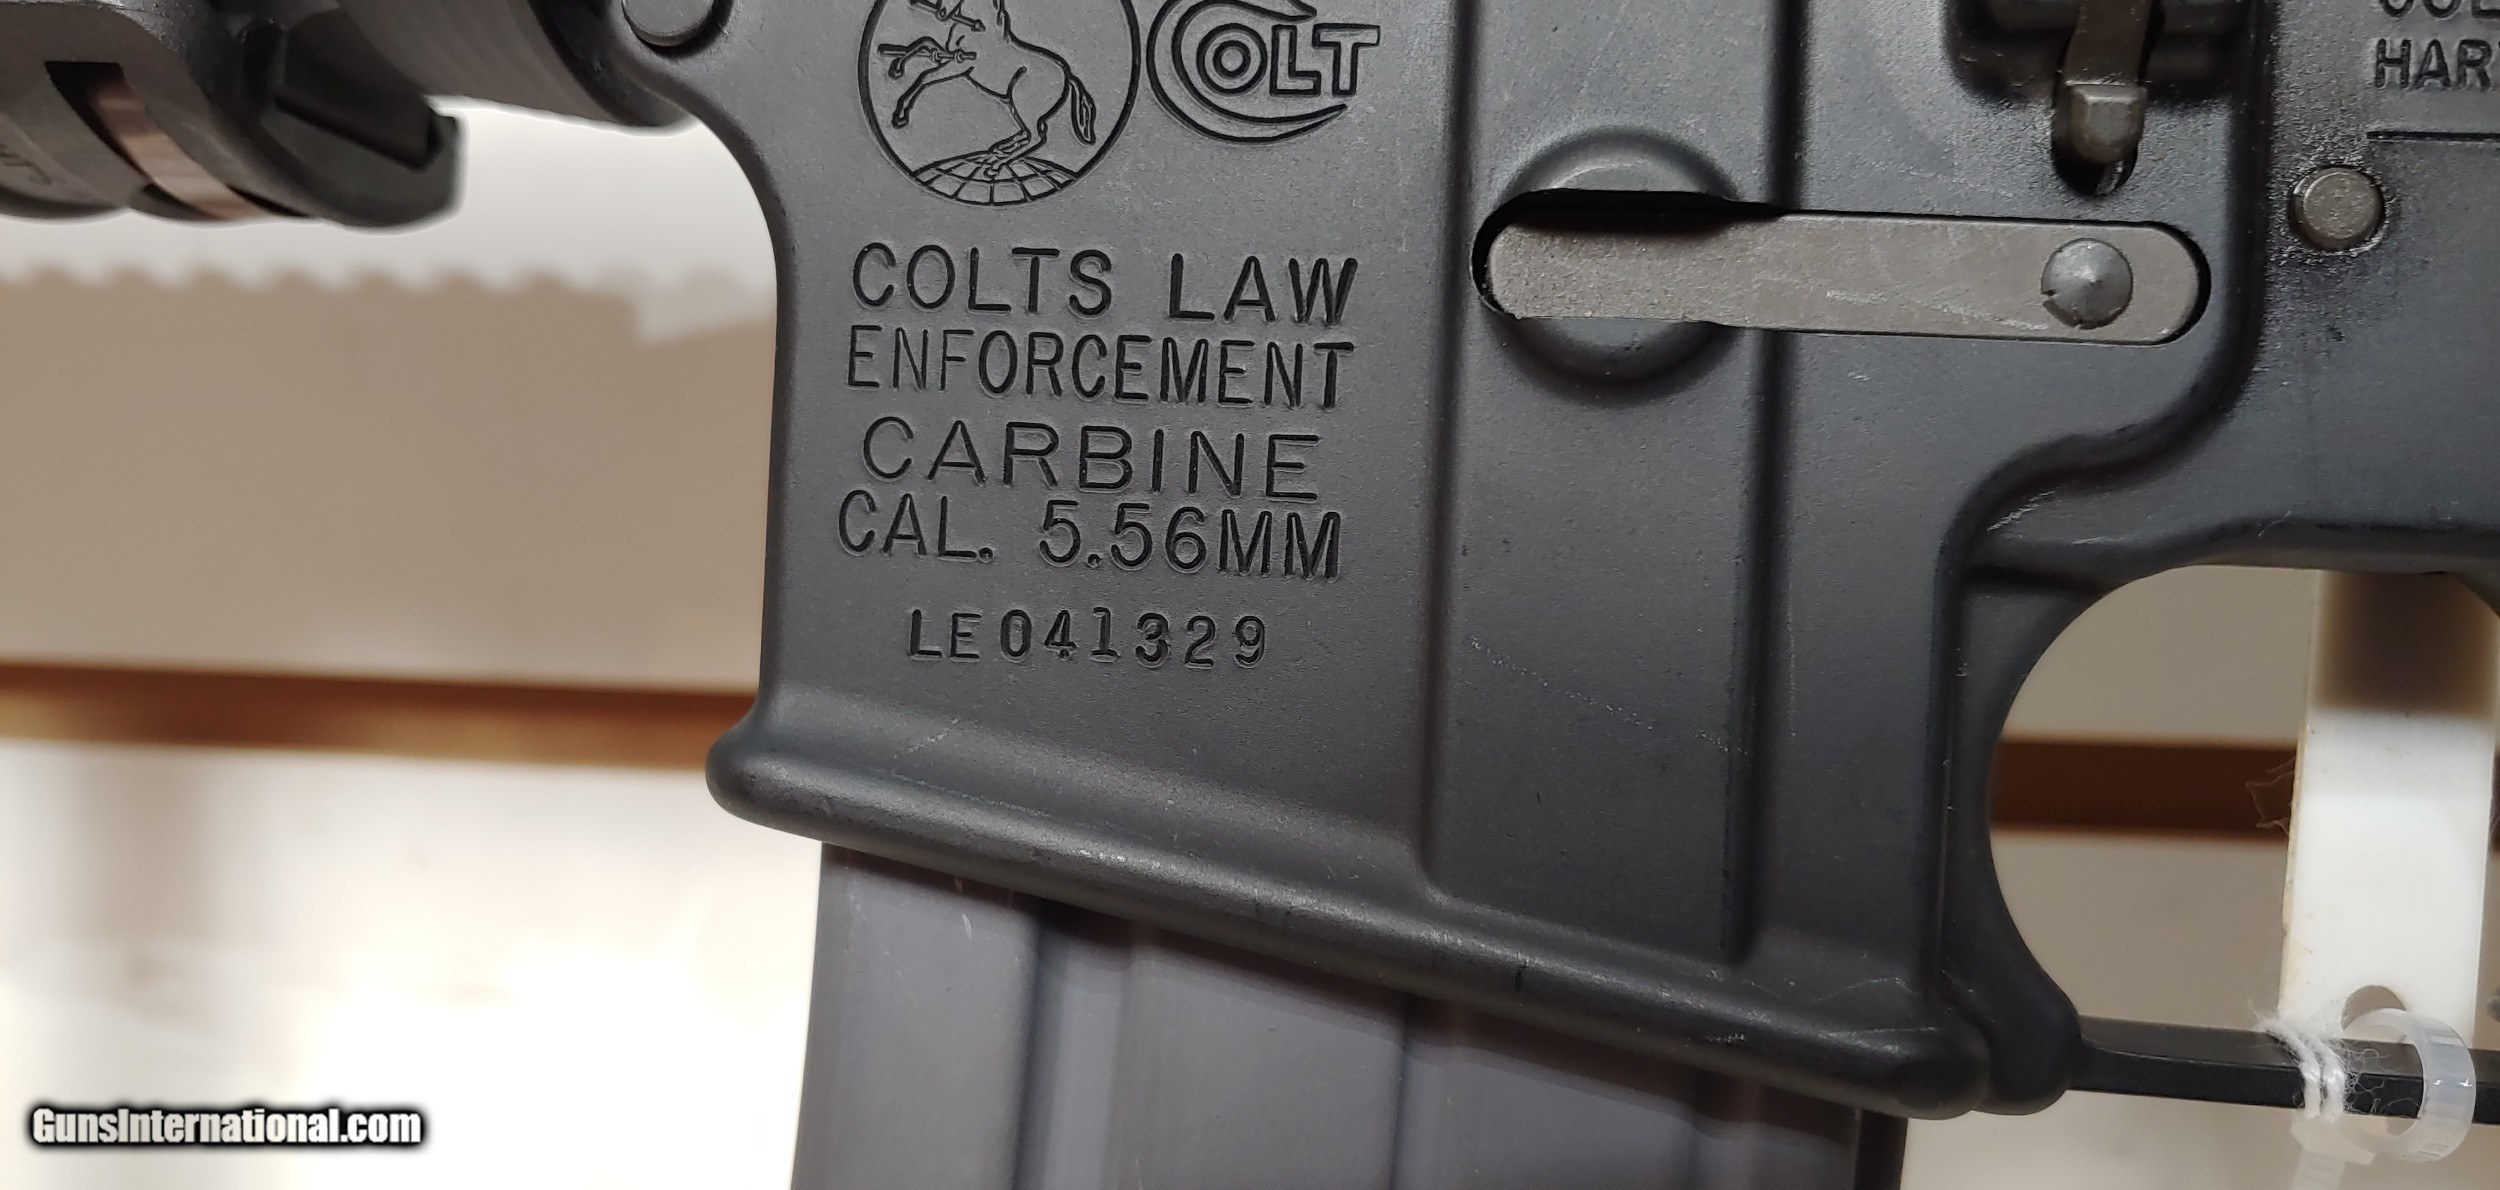 COLT
COLTS LAW
ENFORCEMENT
CARBINE
CAL. 5.56MM
LE041329
GunsInternational.com